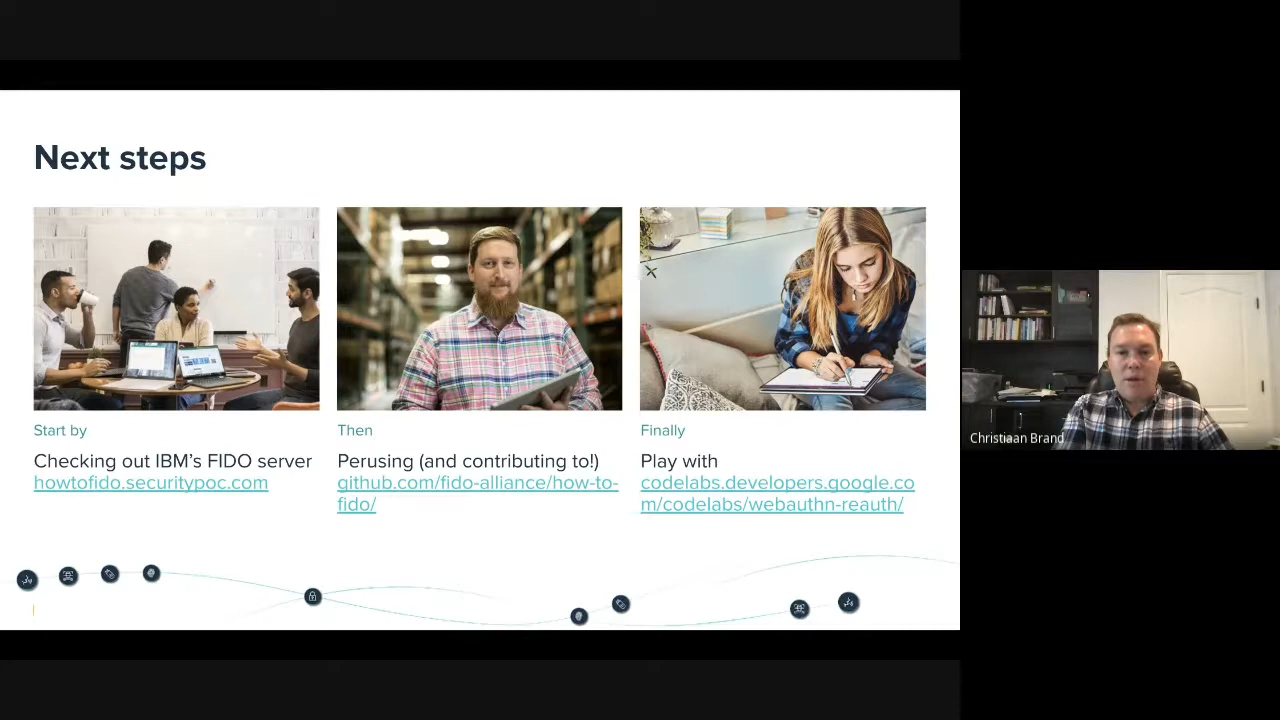 Next steps
Start by
Checking out IBM's FIDO server
howtofido.securitypoc.com
Then
Perusing (and contributing to!)
github.com/fido-alliance/how-to-
fido/
Finally
Play with
codelabs.developers.google.co
m/codelabs/webauthn-reauth/
Christiaan Brand